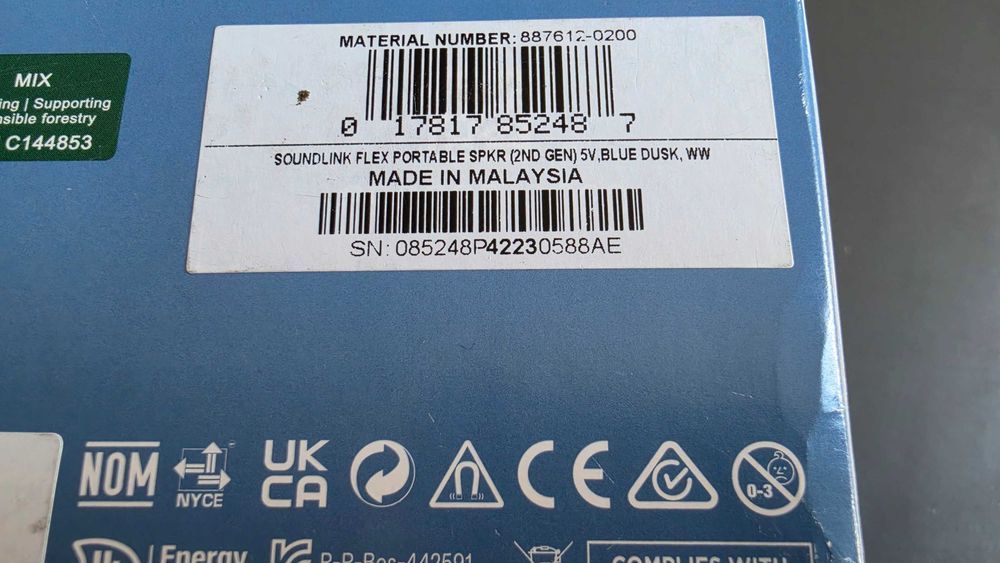 MATERIAL NUMBER: 887612-0200
0 17817 85248 7
SOUNDLINK FLEX PORTABLE SPKR (2ND GEN) 5V,BLUE DUSK, WW
MADE IN MALAYSIA
SN: 085248P42230588AE
MIX
ing | Supporting
nsible forestry
C144853
NOM
NYCE
UK
CA
CE
0-3
Energy
R-R-Bos-442591
COMPLIES WITH